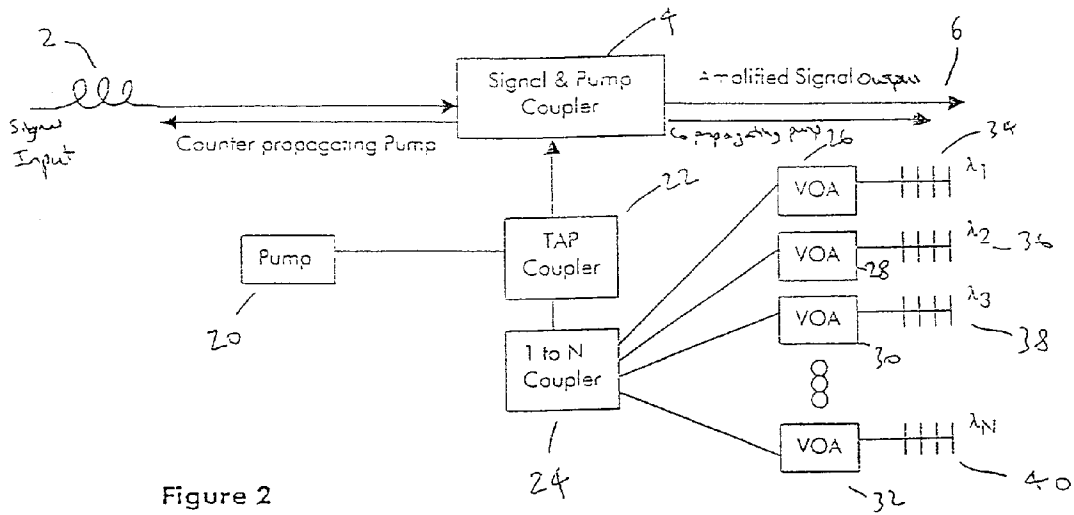 2
4
6
Signal & Pump
Coupler
Amplified Signal Output
Signal
Input
Counter propagating Pump
Co propagating pump
26
34
VOA
λ1
22
TAP
Coupler
Pump
20
VOA
28
λ2
36
VOA
30
λ3
38
1 to N
Coupler
24
VOA
32
λN
40
Figure 2